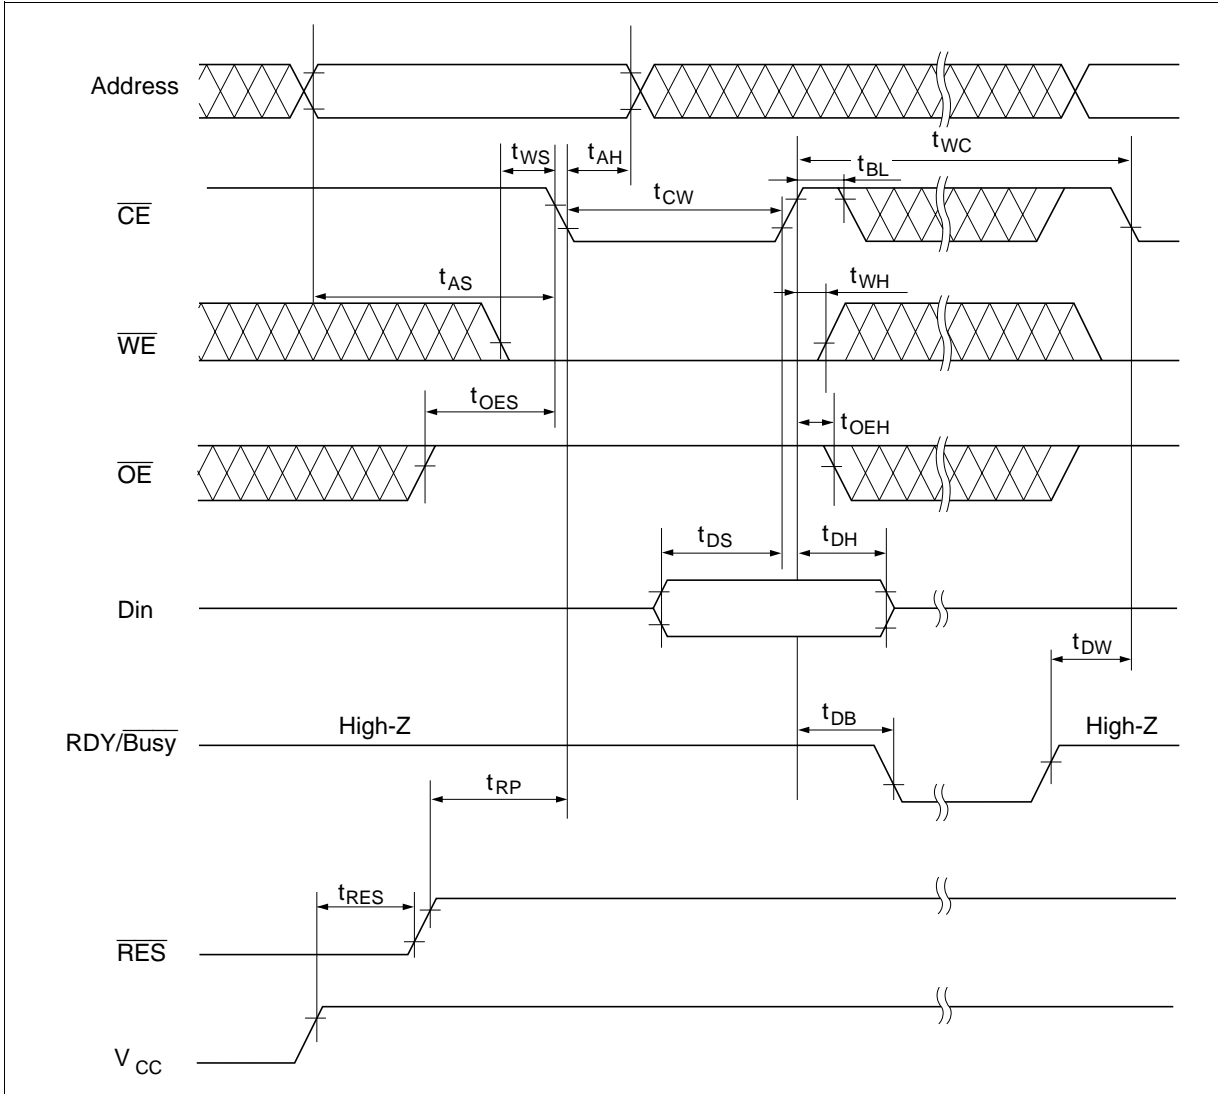 Address
tWC
tWS
tAH
tBL
tCW
CE
tAS
tWH
WE
tOES
tOEH
OE
tDS
tDH
Din
tDW
tDB
High-Z
High-Z
RDY/Busy
tRP
tRES
RES
VCC